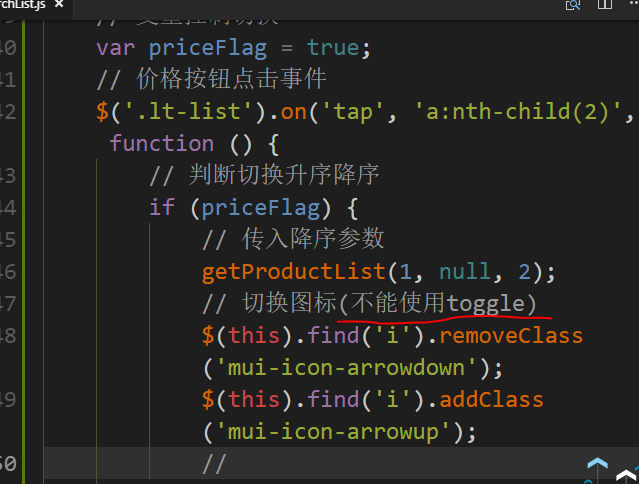 rchList.js ×
40 var priceFlag = true;
41 // 价格按钮点击事件
42 $('.lt-list').on('tap', 'a:nth-child(2)',
function () {
43 // 判断切换升序降序
44 if (priceFlag) {
45 // 传入降序参数
46 getProductList(1, null, 2);
47 // 切换图标(不能使用toggle)
48 $(this).find('i').removeClass
('mui-icon-arrowdown');
49 $(this).find('i').addClass
('mui-icon-arrowup');
50 //